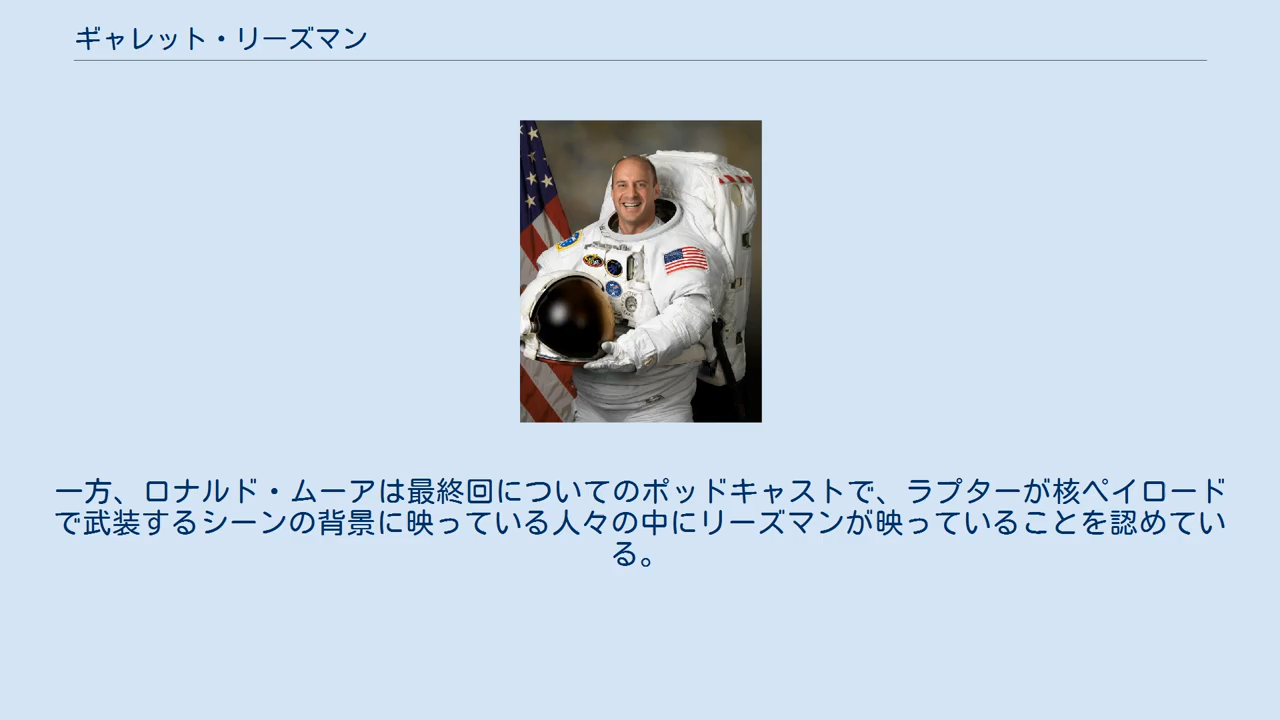 ギャレット・リーズマン
一方、ロナルド・ムーアは最終回についてのポッドキャストで、ラプターが核ペイロード
で武装するシーンの背景に映っている人々の中にリーズマンが映っていることを認めてい
る。